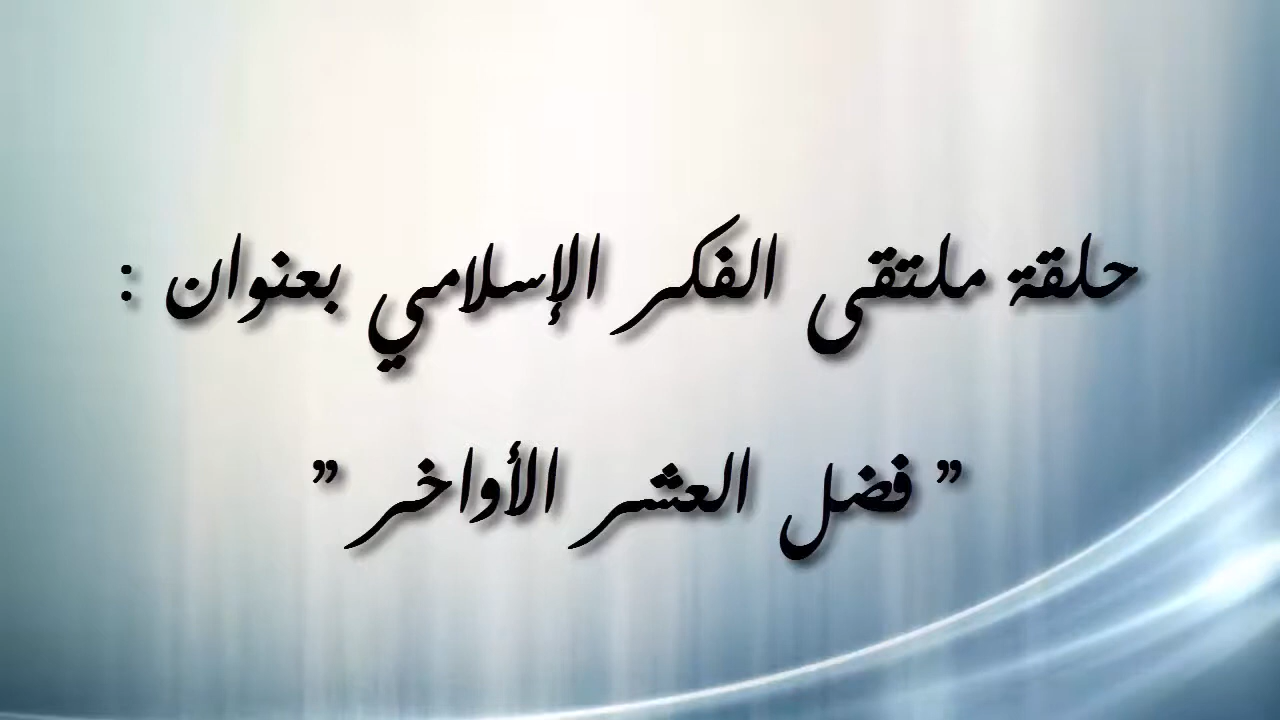 حلقة ملتقى الفكر الإسلامي بعنوان :
” فضل العشر الأواخر ”